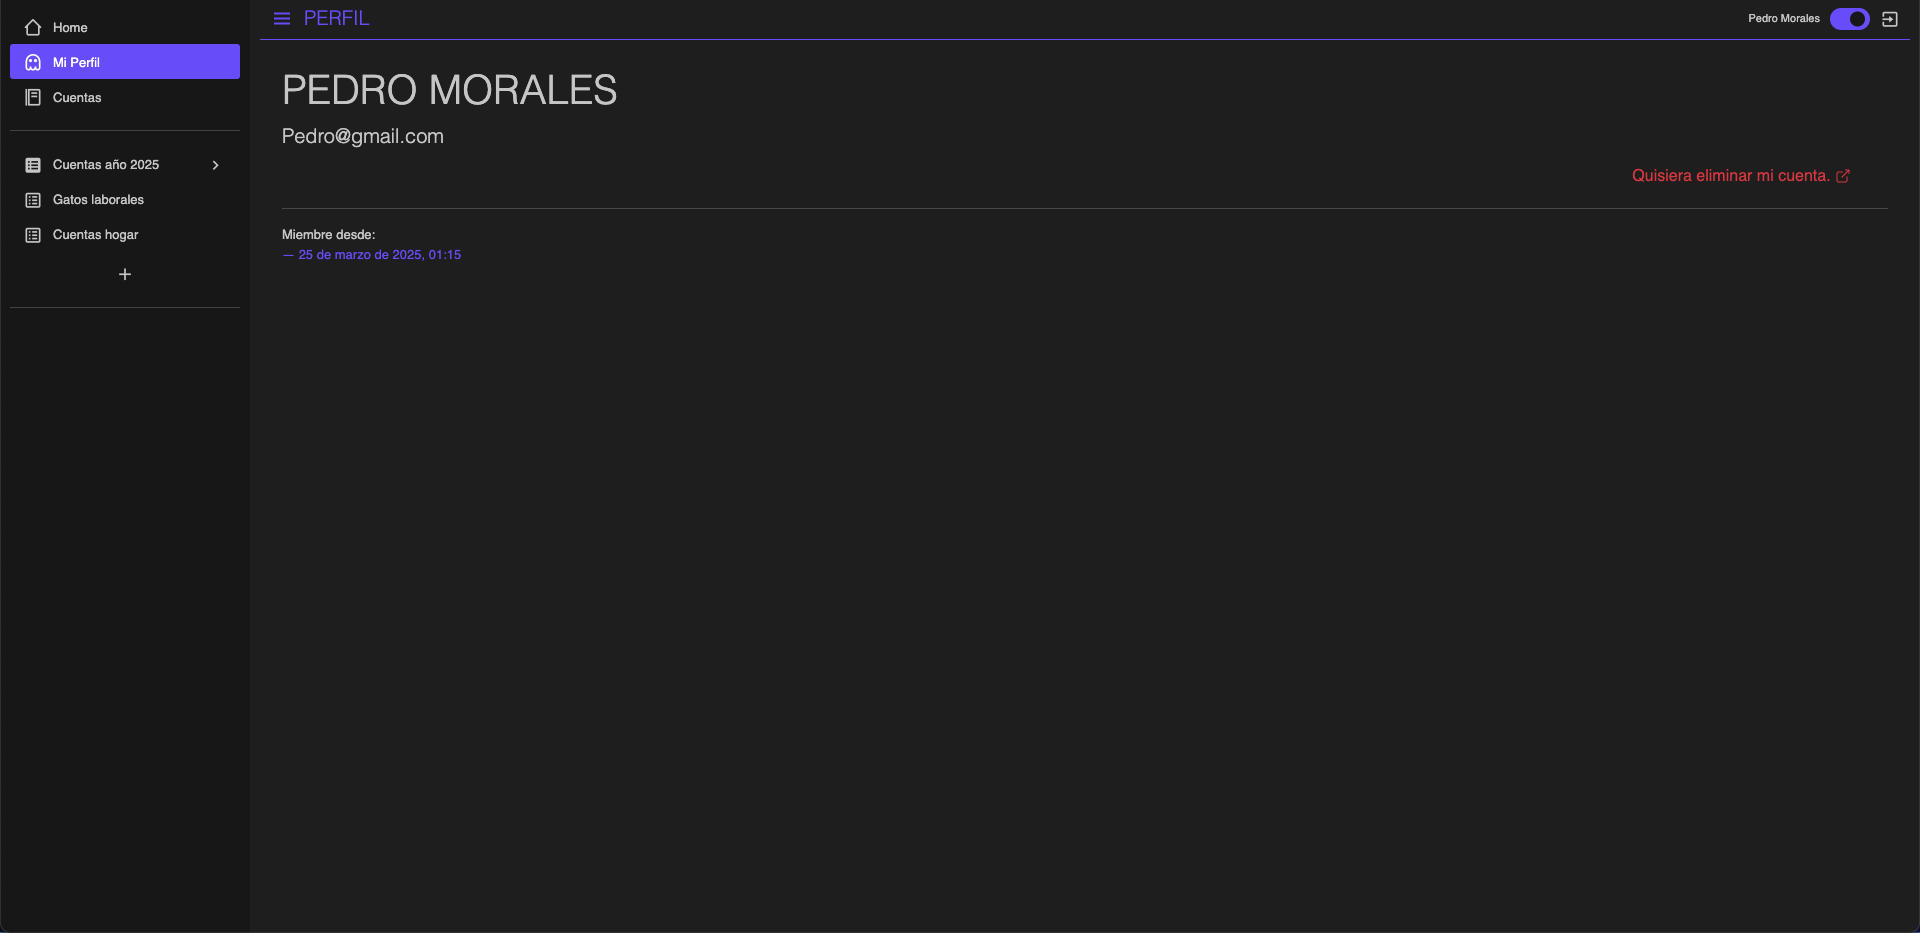 Home
Mi Perfil
Cuentas
Cuentas año 2025
Gatos laborales
Cuentas hogar
PERFIL
Pedro Morales
PEDRO MORALES
Pedro@gmail.com
Quisiera eliminar mi cuenta.
Miembre desde:
— 25 de marzo de 2025, 01:15